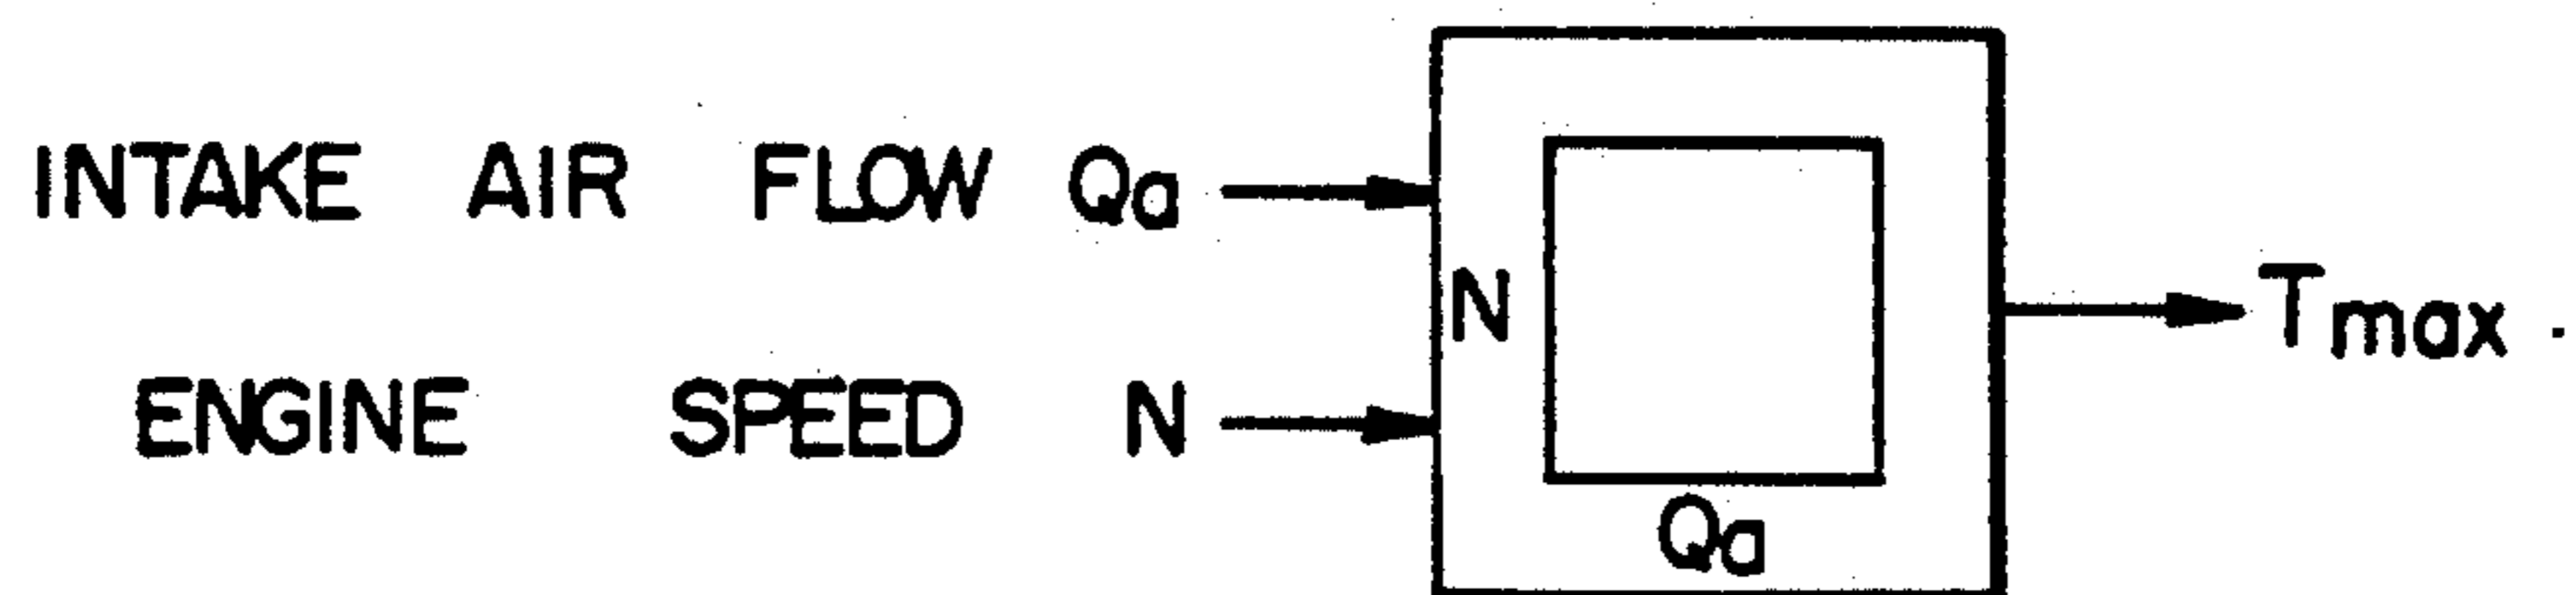 INTAKE AIR FLOW Qa
N
Tmax.
ENGINE SPEED N
Qa